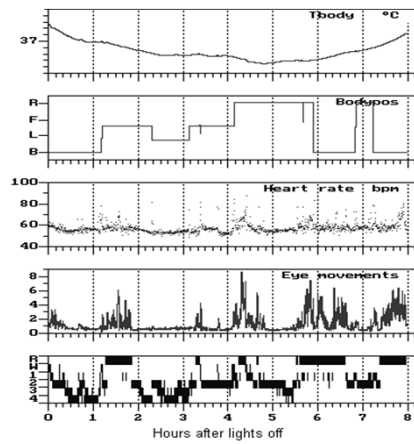 Tbody °C
37
Bodypos
R
F
L
B
Heart rate bpm
100
80
60
40
Eye movements
8
6
4
2
0
R
W
1
2
3
4
0 1 2 3 4 5 6 7 8
Hours after lights off